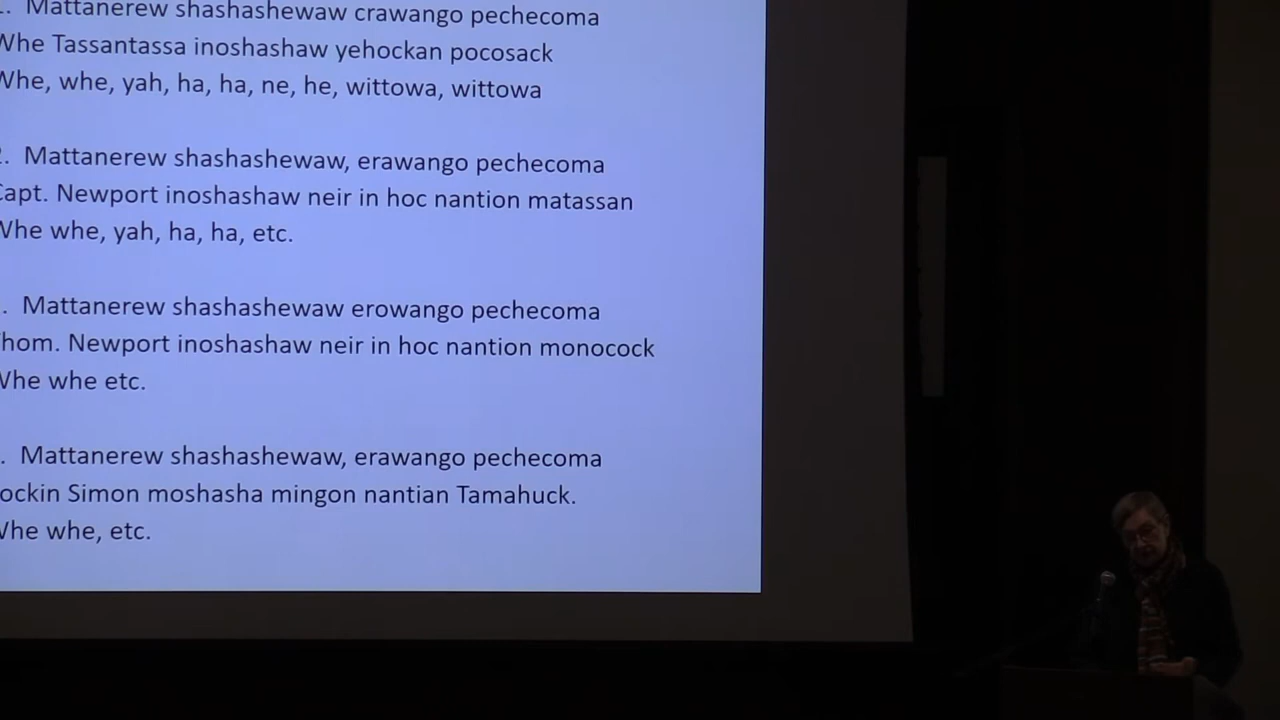 1. Mattanerew shashashewaw crawango pechecoma
Whe Tassantassa inoshashaw yehockan pocosack
Whe, whe, yah, ha, ha, ne, he, wittowa, wittowa
2. Mattanerew shashashewaw, erawango pechecoma
Capt. Newport inoshashaw neir in hoc nantion matassan
Whe whe, yah, ha, ha, etc.
. Mattanerew shashashewaw erowango pechecoma
Thom. Newport inoshashaw neir in hoc nantion monocock
Whe whe etc.
. Mattanerew shashashewaw, erawango pechecoma
ockin Simon moshasha mingon nantian Tamahuck.
Whe whe, etc.